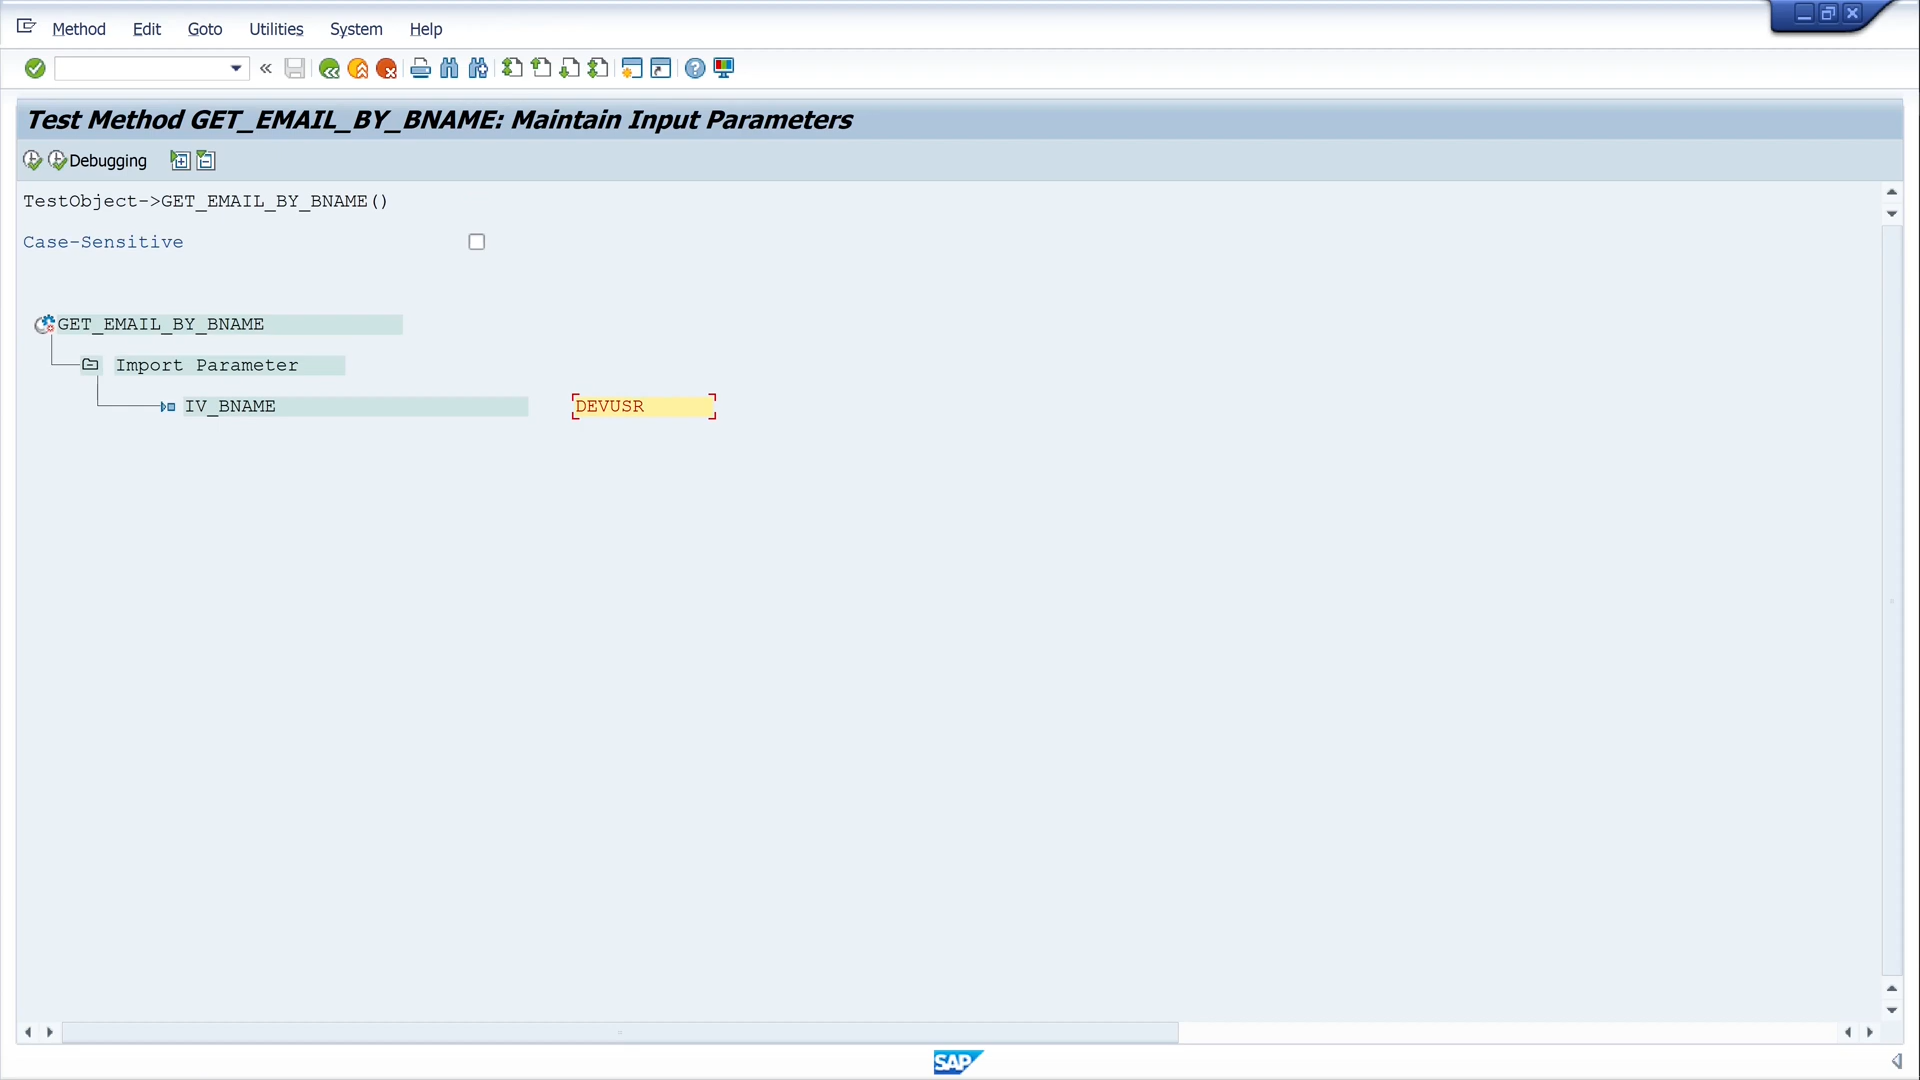 Method Edit Goto Utilities System Help
Test Method GET_EMAIL_BY_BNAME: Maintain Input Parameters
Debugging
TestObject->GET_EMAIL_BY_BNAME()
Case-Sensitive
GET_EMAIL_BY_BNAME
Import Parameter
IV_BNAME DEVUSR
SAP